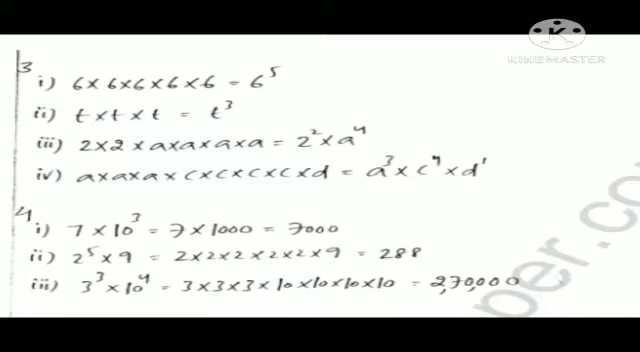 KINEMASTER
3
i) 6×6×6×6×6 = 6⁵
ii) t×t×t = t³
iii) 2×2×a×a×a×a = 2²×a⁴
iv) a×a×a×c×c×c×c×d = a³×c⁴×d¹
4
i) 7×10³ = 7×1000 = 7000
ii) 2⁵×9 = 2×2×2×2×2×9 = 288
iii) 3³×10⁴ = 3×3×3×10×10×10×10 = 2,70,000
per.com